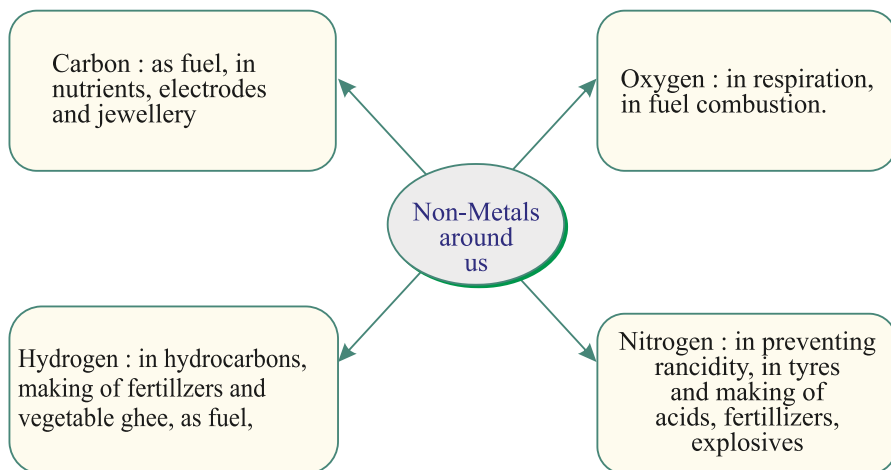 Carbon : as fuel, in
nutrients, electrodes
and jewellery
Oxygen : in respiration,
in fuel combustion.
Non-Metals
around
us
Hydrogen : in hydrocarbons,
making of fertillzers and
vegetable ghee, as fuel,
Nitrogen : in preventing
rancidity, in tyres
and making of
acids, fertillizers,
explosives